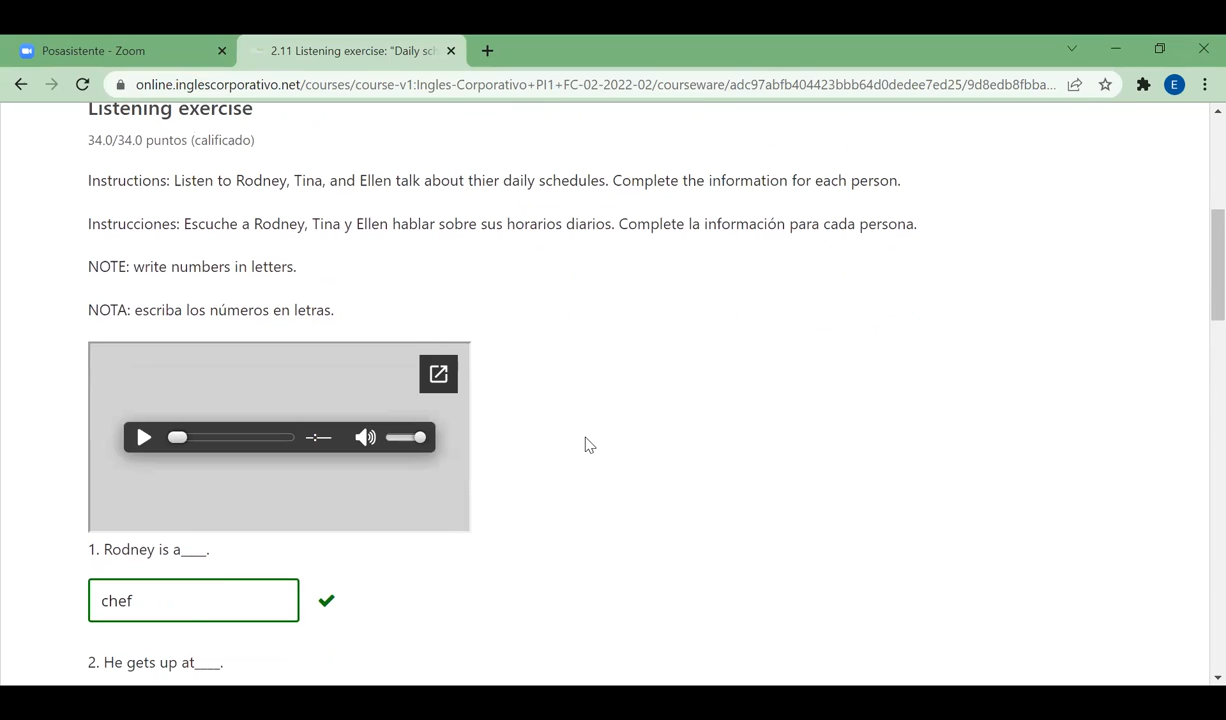 Posasistente - Zoom
2.11 Listening exercise: "Daily sch
online.inglescorporativo.net/courses/course-v1:Ingles-Corporativo+PI1+FC-02-2022-02/courseware/adc97abfb404423bbb64d0dedee7ed25/9d8edb8fbba...
E
Listening exercise
34.0/34.0 puntos (calificado)
Instructions: Listen to Rodney, Tina, and Ellen talk about thier daily schedules. Complete the information for each person.
Instrucciones: Escuche a Rodney, Tina y Ellen hablar sobre sus horarios diarios. Complete la información para cada persona.
NOTE: write numbers in letters.
NOTA: escriba los números en letras.
-:--
1. Rodney is a____.
chef
2. He gets up at____.